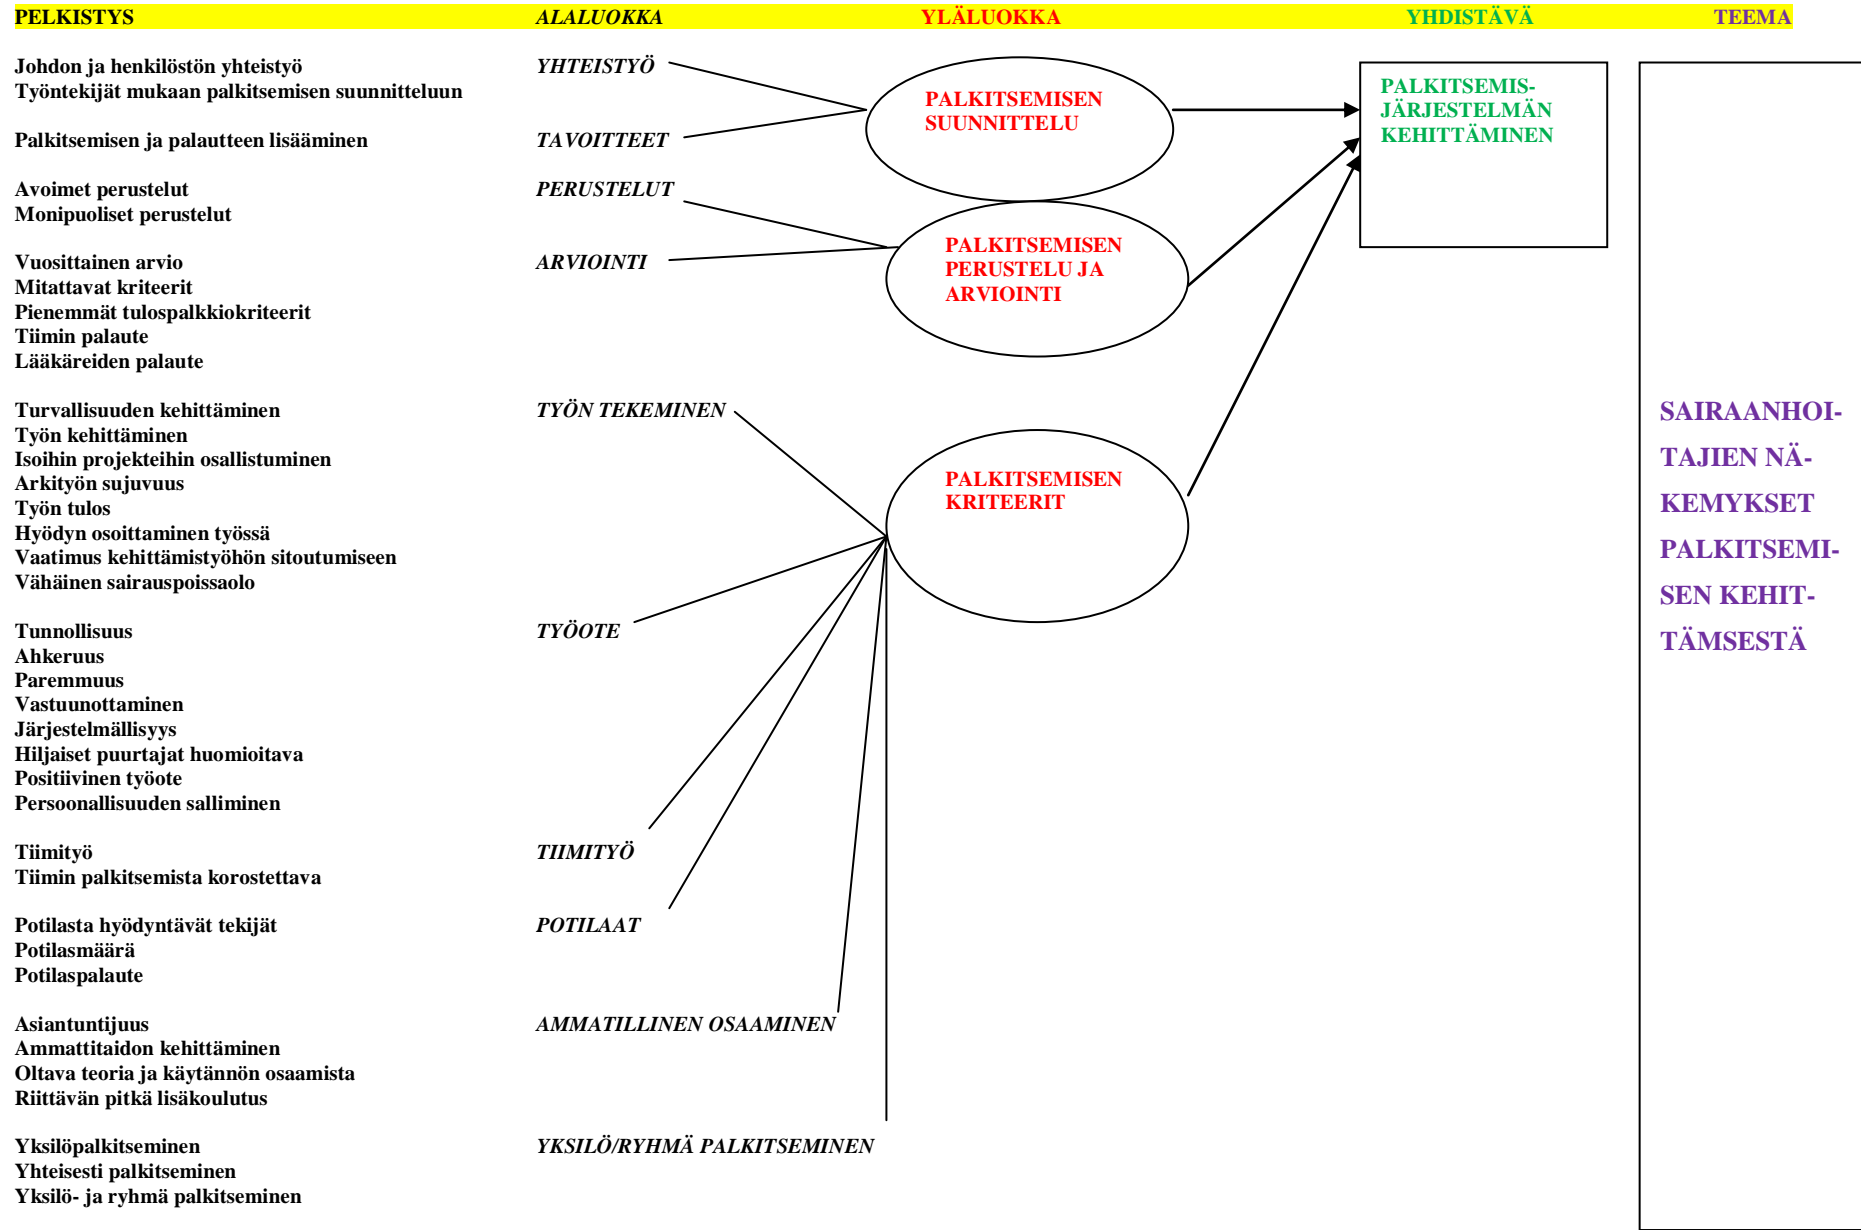 PELKISTYS ALALUOKKA YLÄLUOKKA YHDISTÄVÄ TEEMA
Johdon ja henkilöstön yhteistyö
Työntekijät mukaan palkitsemisen suunnitteluun
Palkitsemisen ja palautteen lisääminen
Avoimet perustelut
Monipuoliset perustelut
Vuosittainen arvio
Mitattavat kriteerit
Pienemmät tulospalkkiokriteerit
Tiimin palaute
Lääkäreiden palaute
Turvallisuuden kehittäminen
Työn kehittäminen
Isoihin projekteihin osallistuminen
Arkityön sujuvuus
Työn tulos
Hyödyn osoittaminen työssä
Vaatimus kehittämistyöhön sitoutumiseen
Vähäinen sairauspoissaolo
Tunnollisuus
Ahkeruus
Paremmuus
Vastuunottaminen
Järjestelmällisyys
Hiljaiset puurtajat huomioitava
Positiivinen työote
Persoonallisuuden salliminen
Tiimityö
Tiimin palkitsemista korostettava
Potilasta hyödyntävät tekijät
Potilasmäärä
Potilaspalaute
Asiantuntijuus
Ammattitaidon kehittäminen
Oltava teoria ja käytännön osaamista
Riittävän pitkä lisäkoulutus
Yksilöpalkitseminen
Yhteisesti palkitseminen
Yksilö- ja ryhmä palkitseminen
YHTEISTYÖ
TAVOITTEET
PERUSTELUT
ARVIOINTI
TYÖN TEKEMINEN
TYÖOTE
TIIMITYÖ
POTILAAT
AMMATILLINEN OSAAMINEN
YKSILÖ/RYHMÄ PALKITSEMINEN
PALKITSEMISEN
SUUNNITTELU
PALKITSEMISEN
PERUSTELU JA
ARVIOINTI
PALKITSEMISEN
KRITEERIT
PALKITSEMIS-
JÄRJESTELMÄN
KEHITTÄMINEN
SAIRAANHOI-
TAJIEN NÄ-
KEMYKSET
PALKITSEMI-
SEN KEHIT-
TÄMSESTÄ